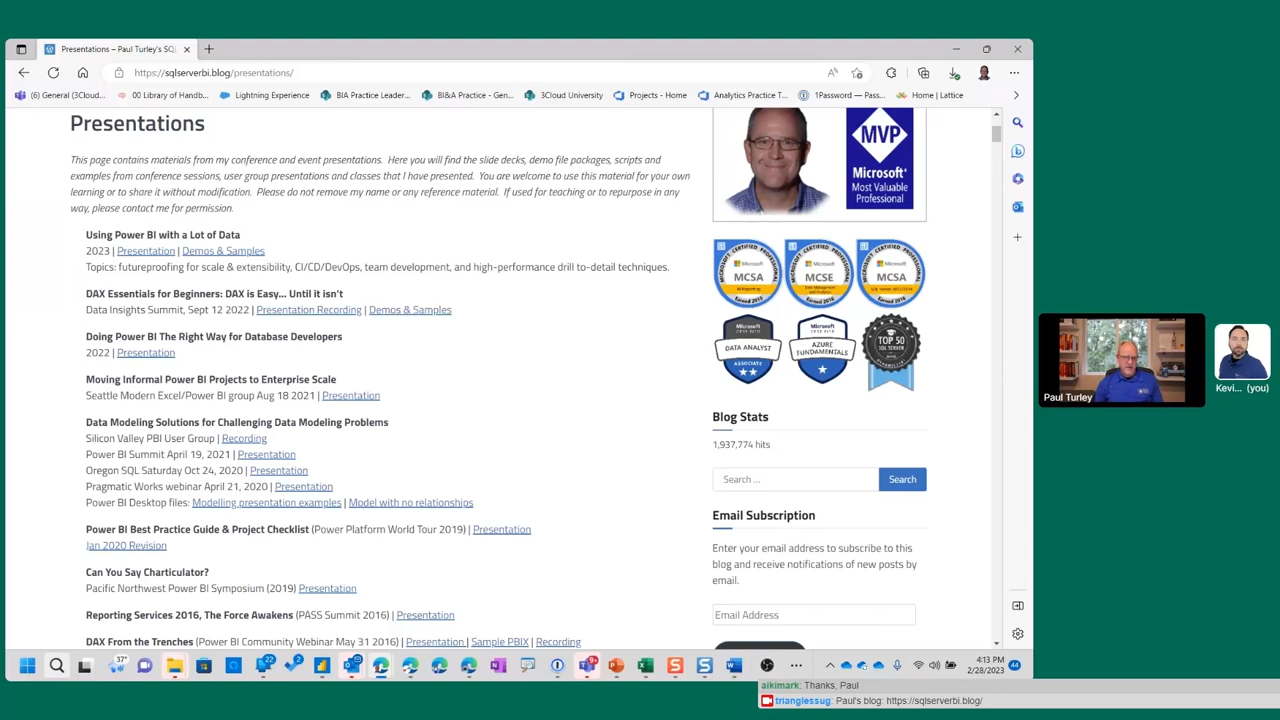 Presentations – Paul Turley's SQL
https://sqlserverbi.blog/presentations/
(6) General (3Cloud...
00 Library of Handb...
Lightning Experience
BIA Practice Leader...
BI&A Practice - Gen...
3Cloud University
Projects - Home
Analytics Practice T...
1Password — Pass...
Home | Lattice
Presentations
This page contains materials from my conference and event presentations. Here you will find the slide decks, demo file packages, scripts and
examples from conference sessions, user group presentations and classes that I have presented. You are welcome to use this material for your own
learning or to share it without modification. Please do not remove my name or any reference material. If used for teaching or to repurpose in any
way, please contact me for permission.
Using Power BI with a Lot of Data
2023 | Presentation | Demos & Samples
Topics: futureproofing for scale & extensibility, CI/CD/DevOps, team development, and high-performance drill to-detail techniques.
DAX Essentials for Beginners: DAX is Easy... Until it isn't
Data Insights Summit, Sept 12 2022 | Presentation Recording | Demos & Samples
Doing Power BI The Right Way for Database Developers
2022 | Presentation
Moving Informal Power BI Projects to Enterprise Scale
Seattle Modern Excel/Power BI group Aug 18 2021 | Presentation
Data Modeling Solutions for Challenging Data Modeling Problems
Silicon Valley PBI User Group | Recording
Power BI Summit April 19, 2021 | Presentation
Oregon SQL Saturday Oct 24, 2020 | Presentation
Pragmatic Works webinar April 21, 2020 | Presentation
Power BI Desktop files: Modelling presentation examples | Model with no relationships
Power BI Best Practice Guide & Project Checklist (Power Platform World Tour 2019) | Presentation
Jan 2020 Revision
Can You Say Charticulator?
Pacific Northwest Power BI Symposium (2019) Presentation
Reporting Services 2016, The Force Awakens (PASS Summit 2016) | Presentation
DAX From the Trenches (Power BI Community Webinar May 31 2016) | Presentation | Sample PBIX | Recording
MVP
Microsoft®
Most Valuable
Professional
Microsoft
MCSA
Microsoft
MCSE
Microsoft
MCSA
DATA ANALYST
ASSOCIATE
AZURE
FUNDAMENTALS
TOP 50
SQL SERVER
Blog Stats
1,937,774 hits
Search ...
Search
Email Subscription
Enter your email address to subscribe to this
blog and receive notifications of new posts by
email.
Email Address
Paul Turley
Kevi... (you)
37°
22
2
9+
4:13 PM
2/28/2023
44
aikimark: Thanks, Paul
trianglessug: Paul's blog: https://sqlserverbi.blog/